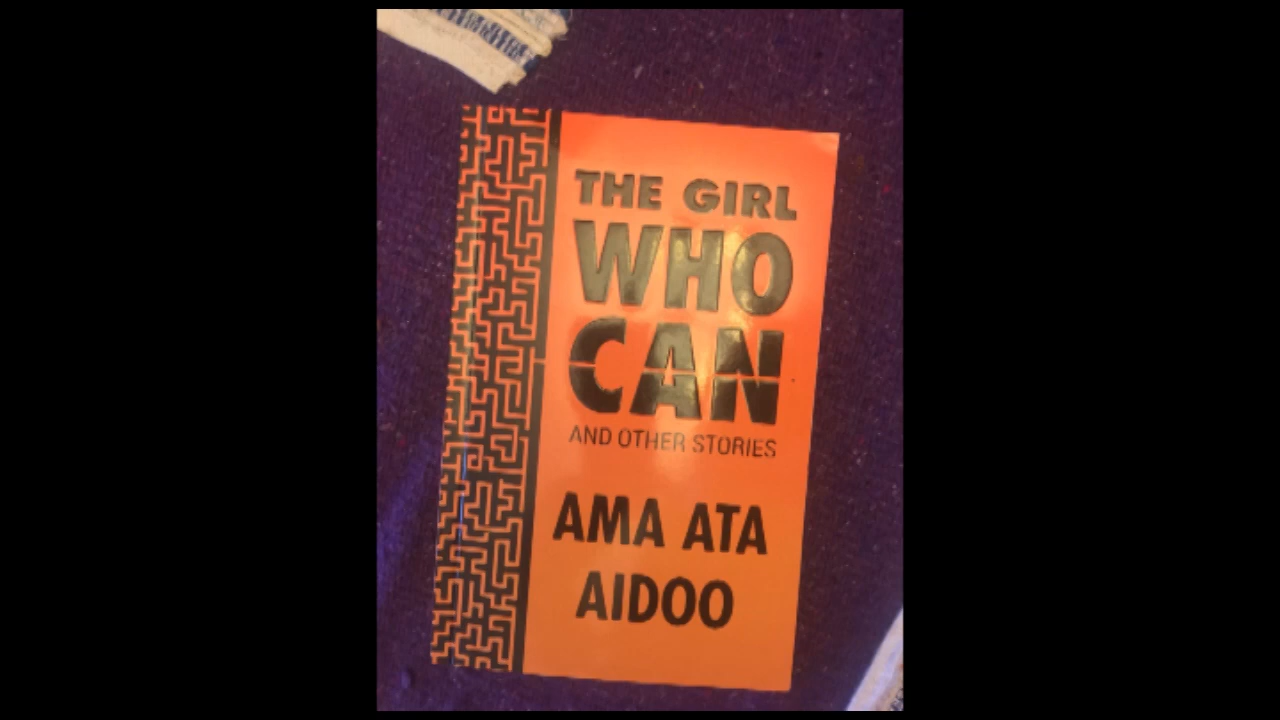 THE GIRL
WHO
CAN
AND OTHER STORIES
AMA ATA
AIDOO